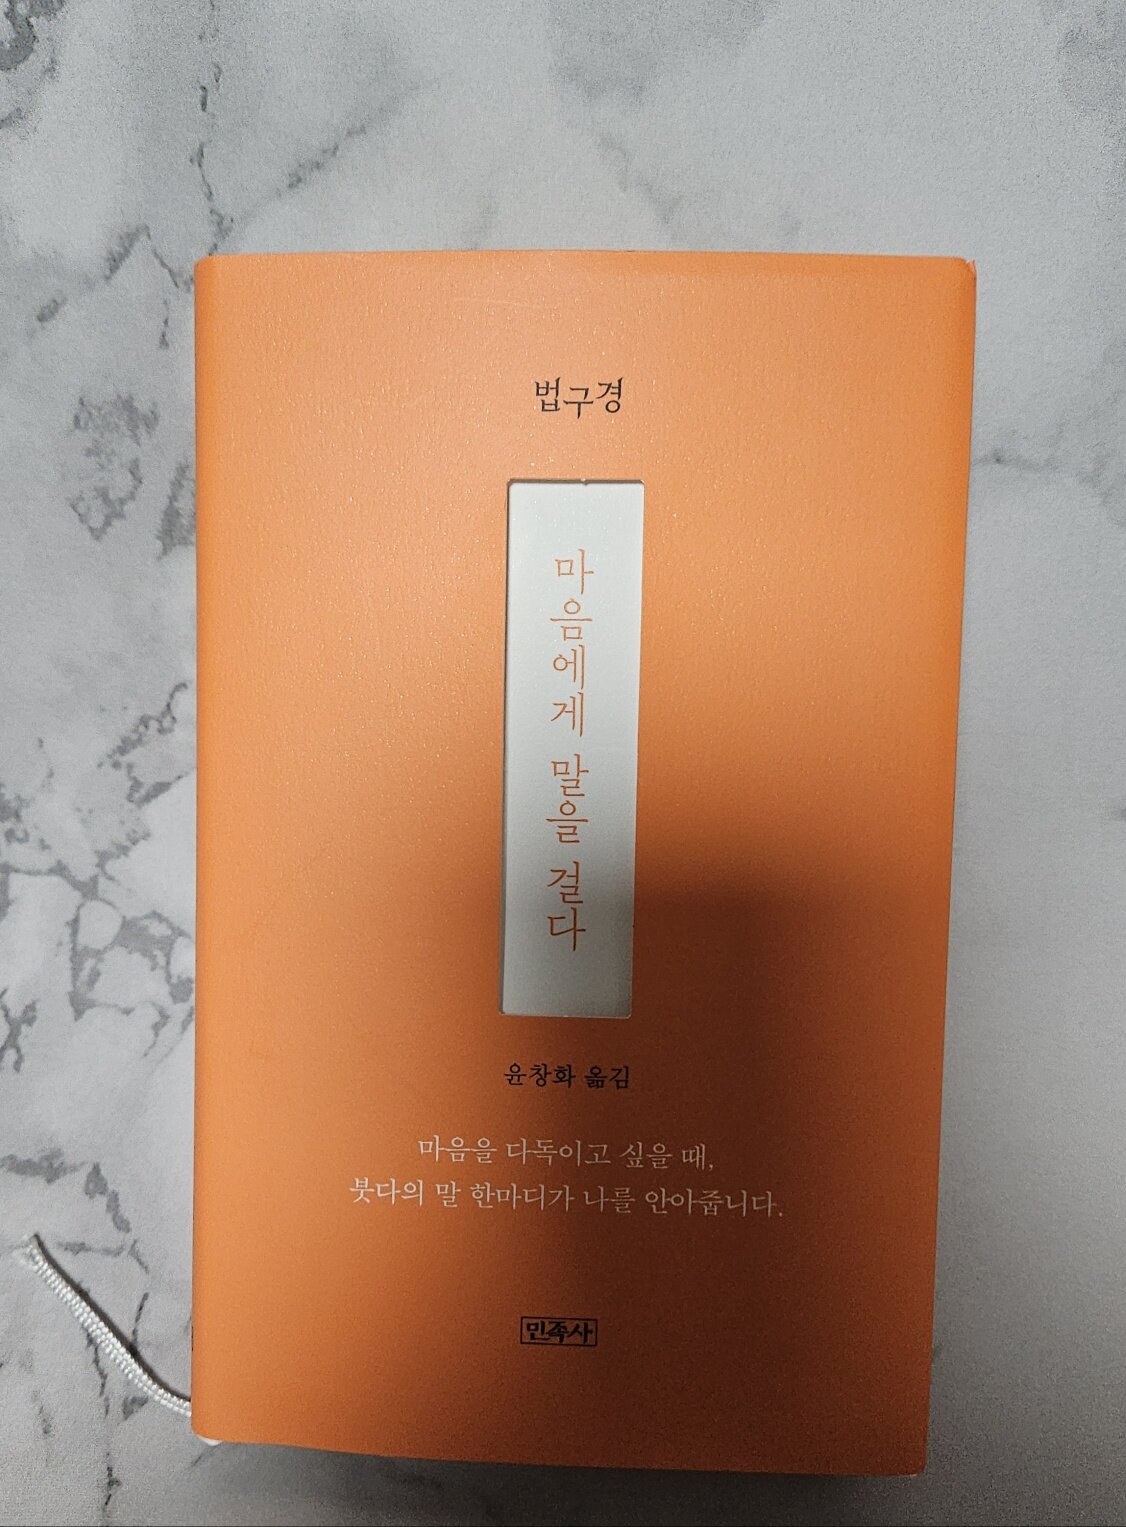 법구경
마음에게 말을 걸다
윤창화 옮김
마음을 다독이고 싶을 때,
붓다의 말 한마디가 나를 안아줍니다.
민족사